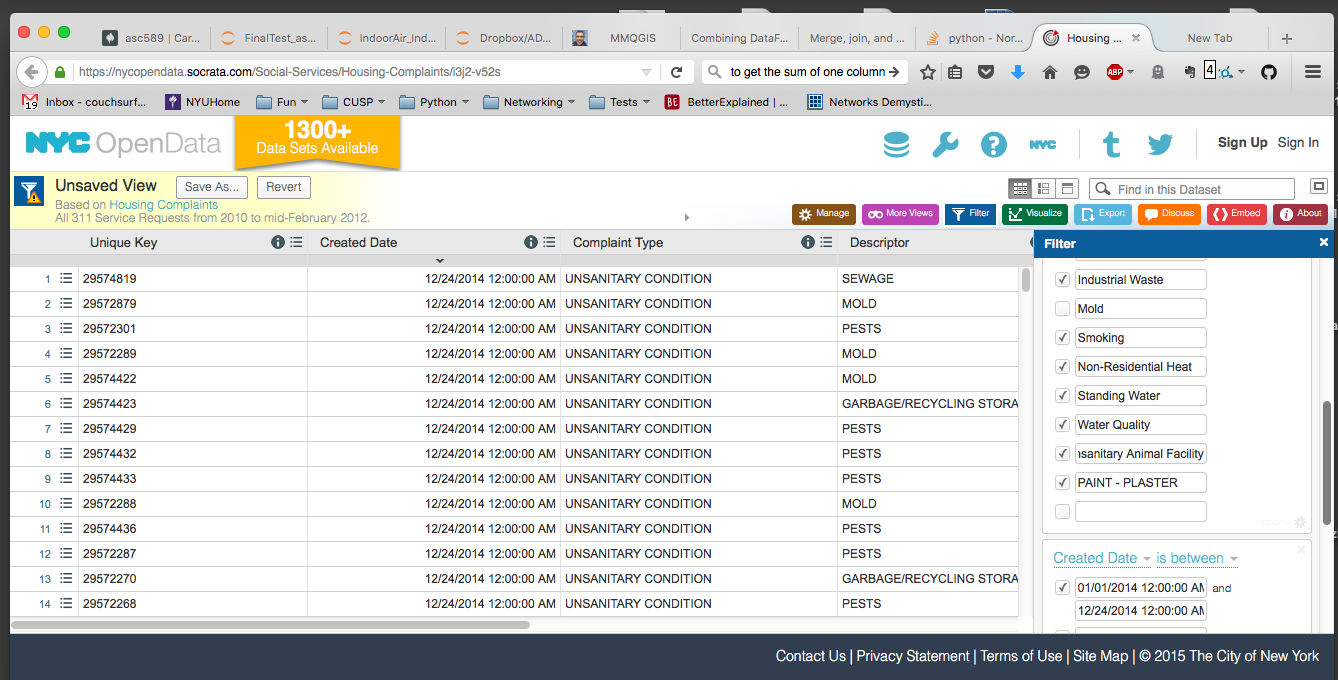 asc589 | Car... FinalTest_as... IndoorAir_Ind... Dropbox/AD... MMQGIS Combining DataF... Merge, join, and ... python - Nor... Housing ... New Tab
https://nycopendata.socrata.com/Social-Services/Housing-Complaints/i3j2-v52s to get the sum of one column ABP 4
19 Inbox - couchsurf... NYUHome Fun CUSP Python Networking Tests BE BetterExplained | ... Networks Demysti...
NYC OpenData 1300+ Data Sets Available NYC Sign Up Sign In
Unsaved View Save As... Revert Find in this Dataset
Based on Housing Complaints
All 311 Service Requests from 2010 to mid-February 2012.
Manage More Views Filter Visualize Export Discuss Embed About
Unique Key Created Date Complaint Type Descriptor
1 29574819 12/24/2014 12:00:00 AM UNSANITARY CONDITION SEWAGE
2 29572879 12/24/2014 12:00:00 AM UNSANITARY CONDITION MOLD
3 29572301 12/24/2014 12:00:00 AM UNSANITARY CONDITION PESTS
4 29572289 12/24/2014 12:00:00 AM UNSANITARY CONDITION MOLD
5 29574422 12/24/2014 12:00:00 AM UNSANITARY CONDITION MOLD
6 29574423 12/24/2014 12:00:00 AM UNSANITARY CONDITION GARBAGE/RECYCLING STORA
7 29574429 12/24/2014 12:00:00 AM UNSANITARY CONDITION PESTS
8 29574432 12/24/2014 12:00:00 AM UNSANITARY CONDITION PESTS
9 29574433 12/24/2014 12:00:00 AM UNSANITARY CONDITION PESTS
10 29572288 12/24/2014 12:00:00 AM UNSANITARY CONDITION MOLD
11 29574436 12/24/2014 12:00:00 AM UNSANITARY CONDITION PESTS
12 29572287 12/24/2014 12:00:00 AM UNSANITARY CONDITION PESTS
13 29572270 12/24/2014 12:00:00 AM UNSANITARY CONDITION GARBAGE/RECYCLING STORA
14 29572268 12/24/2014 12:00:00 AM UNSANITARY CONDITION PESTS
Filter
Industrial Waste
Mold
Smoking
Non-Residential Heat
Standing Water
Water Quality
nsanitary Animal Facility
PAINT - PLASTER
options
Created Date is between
01/01/2014 12:00:00 AM and
12/24/2014 12:00:00 AM
Contact Us | Privacy Statement | Terms of Use | Site Map | © 2015 The City of New York